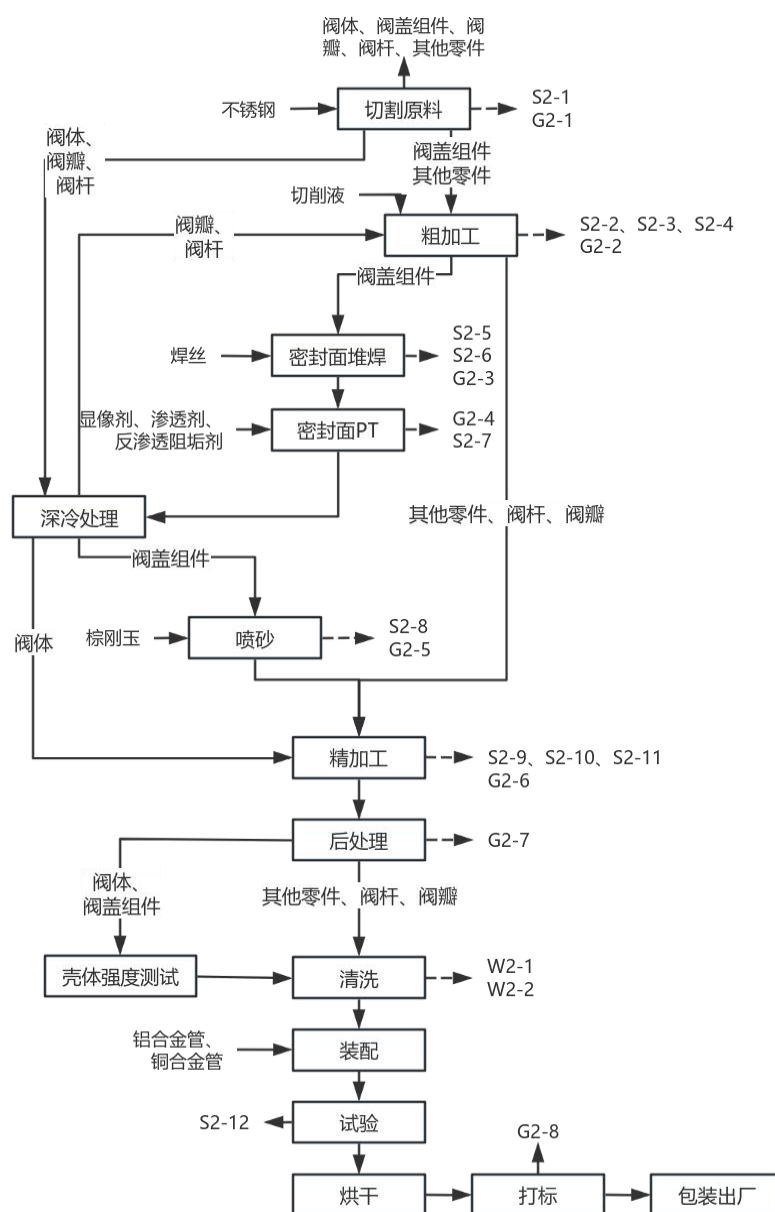 阀体、阀盖组件、阀
瓣、阀杆、其他零件
不锈钢
切割原料
S2-1
G2-1
阀体、
阀瓣、
阀杆
阀盖组件
其他零件
切削液
阀瓣、
阀杆
粗加工
S2-2、S2-3、S2-4
G2-2
阀盖组件
焊丝
密封面堆焊
S2-5
S2-6
G2-3
显像剂、渗透剂、
反渗透阻垢剂
密封面PT
G2-4
S2-7
深冷处理
其他零件、阀杆、阀瓣
阀盖组件
阀体
棕刚玉
喷砂
S2-8
G2-5
精加工
S2-9、S2-10、S2-11
G2-6
后处理
G2-7
阀体、
阀盖组件
其他零件、阀杆、阀瓣
壳体强度测试
清洗
W2-1
W2-2
铝合金管、
铜合金管
装配
S2-12
试验
G2-8
烘干
打标
包装出厂